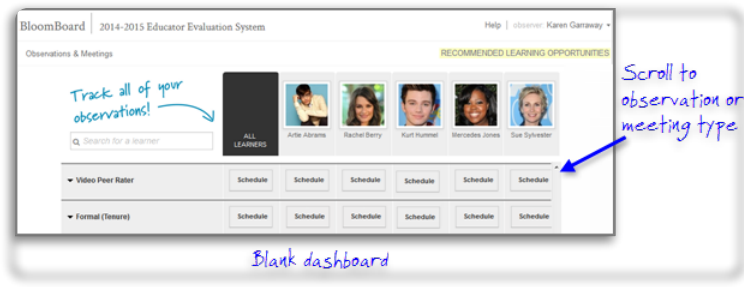 BloomBoard 2014-2015 Educator Evaluation System
Help observer: Karen Garraway
Obsenations & Meetings
RECOMMENDED LEARNING OPPORTUNITIES
Track all of your
observations!
Search for a learner
ALL
LEARNERS
Artie Abrams Rachel Berry Kurt Hummel Mercedes Jones Sue Sylvester
Video Peer Rater Schedule Schedule Schedule Schedule Schedule Schedule
Formal (Tenure) Schedule Schedule Schedule Schedule Schedule Schedule
Scroll to
observation or
meeting type
Blank dashboard